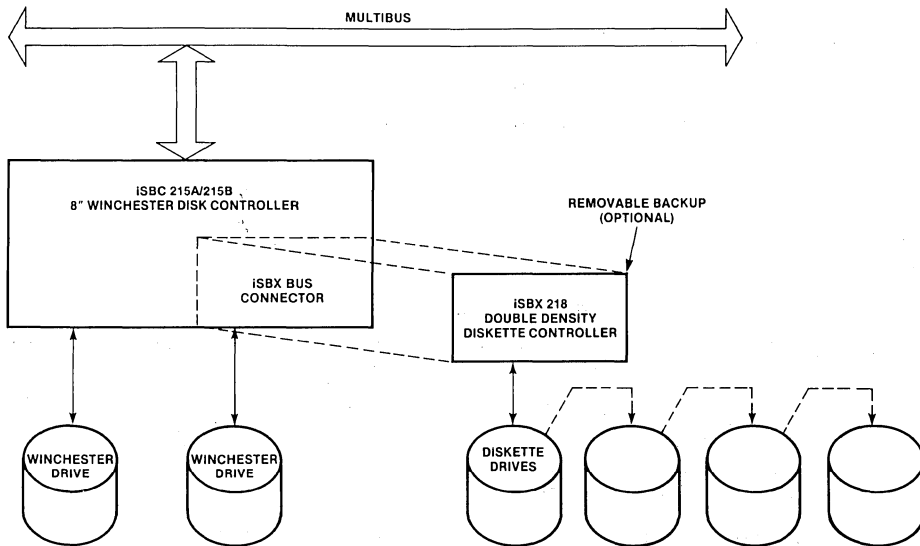 MULTIBUS
iSBC 215A/215B
8" WINCHESTER DISK CONTROLLER
REMOVABLE BACKUP
(OPTIONAL)
iSBX BUS
CONNECTOR
iSBX 218
DOUBLE DENSITY
DISKETTE CONTROLLER
WINCHESTER
DRIVE
WINCHESTER
DRIVE
DISKETTE
DRIVES